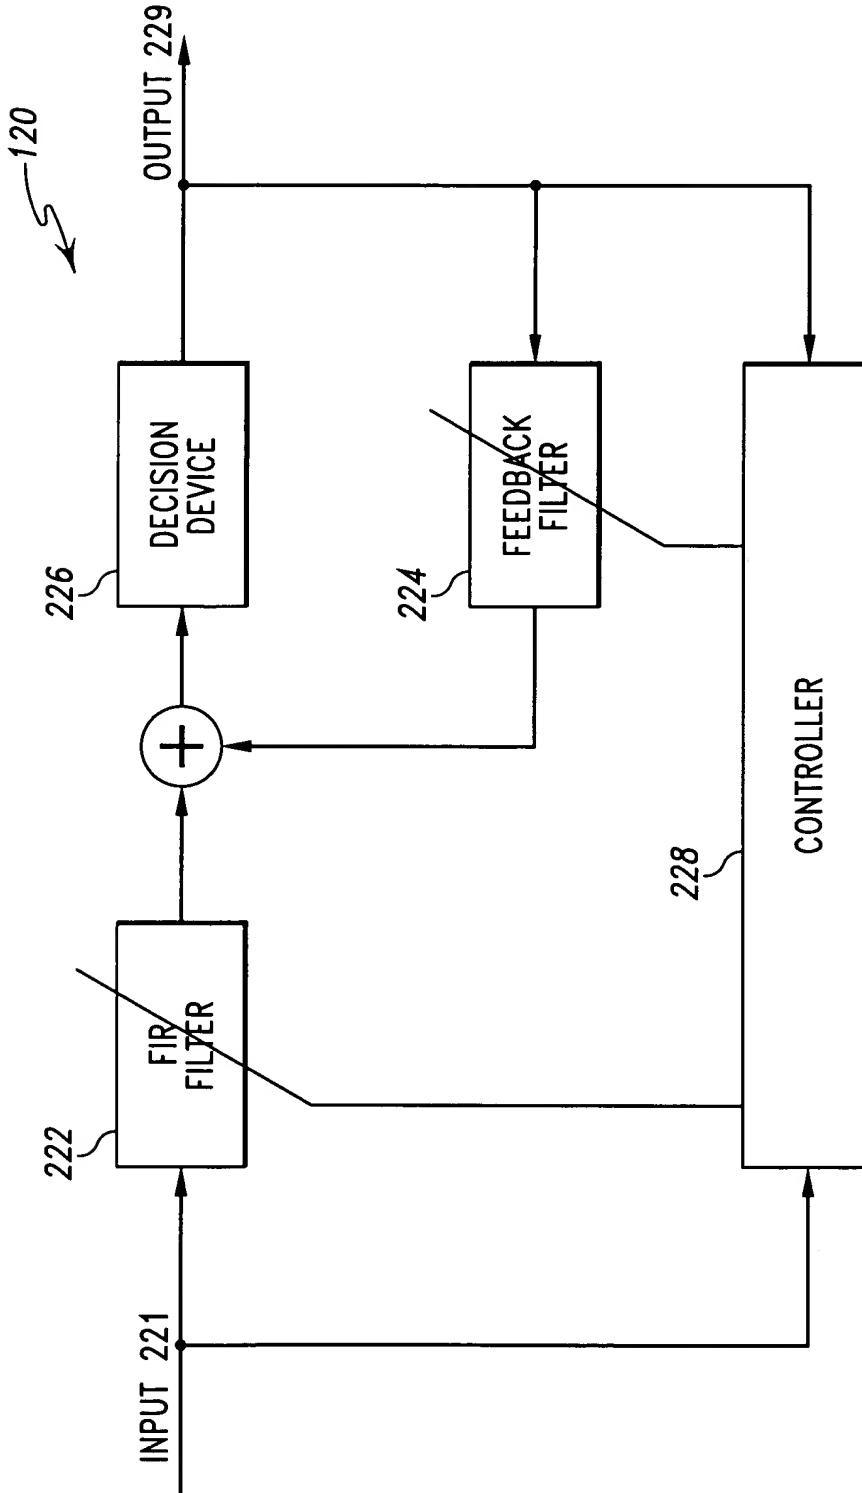 120
INPUT 221
222
FIR
FILTER
226
DECISION
DEVICE
OUTPUT 229
224
FEEDBACK
FILTER
228
CONTROLLER